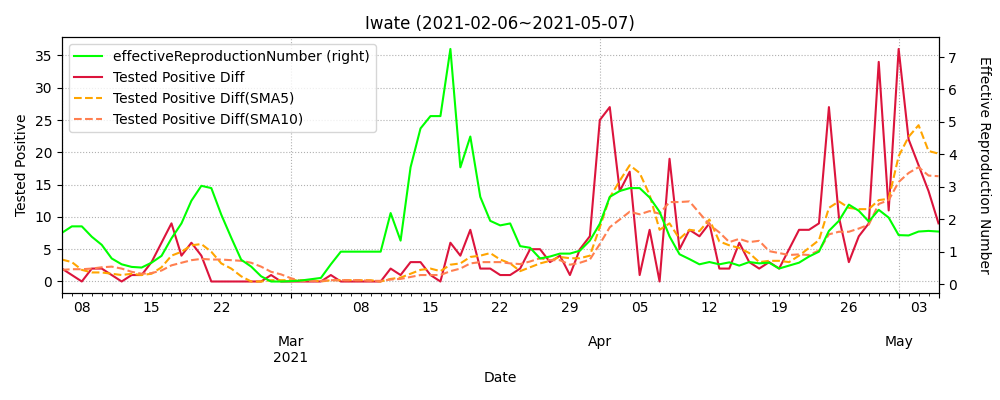 Iwate (2021-02-06~2021-05-07)
effectiveReproductionNumber (right)
Tested Positive Diff
Tested Positive Diff(SMA5)
Tested Positive Diff(SMA10)
Tested Positive
35
30
25
20
15
10
5
0
7
6
5
4
3
2
1
0
Effective Reproduction Number
08 15 22 08 15 22 29 05 12 19 26 03
Mar Apr May
2021
Date